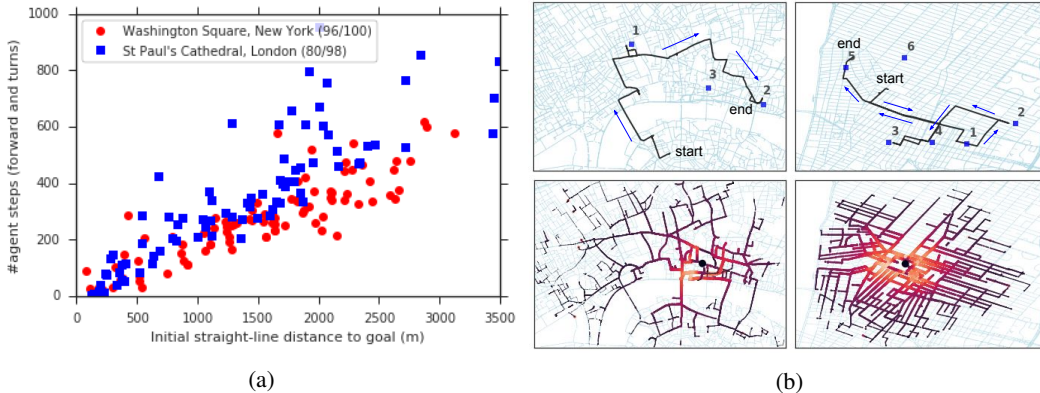 (a)
1000
800
600
400
200
0
#agent steps (forward and turns)
Washington Square, New York (96/100)
St Paul's Cathedral, London (80/98)
0 500 1000 1500 2000 2500 3000 3500
Initial straight-line distance to goal (m)
(a)
1
3
2
end
start
end
5
6
start
2
3
4
1
(b)